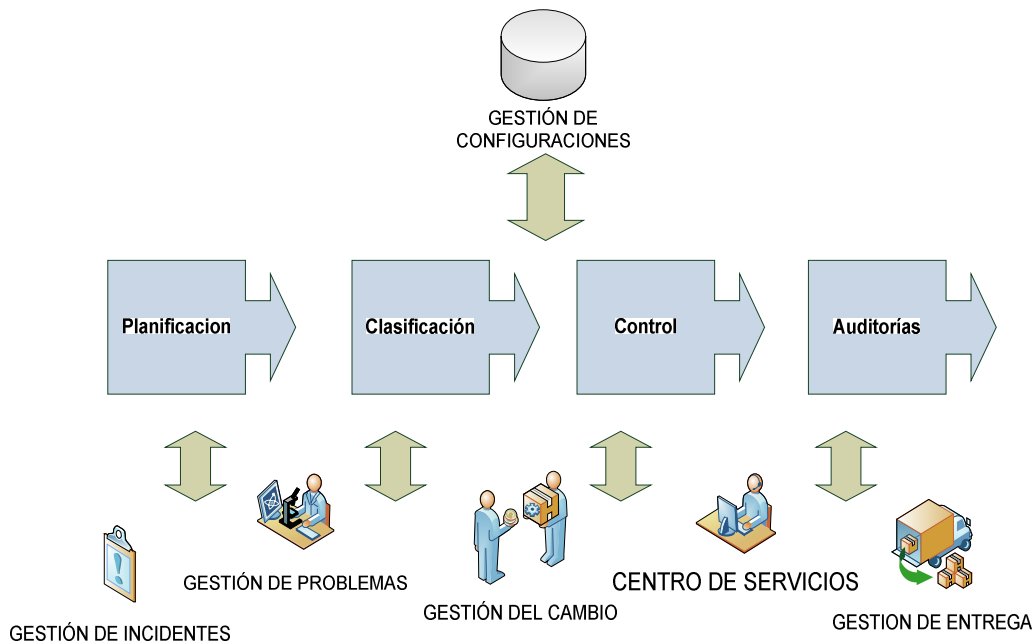 GESTIÓN DE
CONFIGURACIONES
Planificacion
Clasificación
Control
Auditorías
GESTIÓN DE PROBLEMAS
CENTRO DE SERVICIOS
GESTIÓN DEL CAMBIO
GESTION DE ENTREGA
GESTIÓN DE INCIDENTES